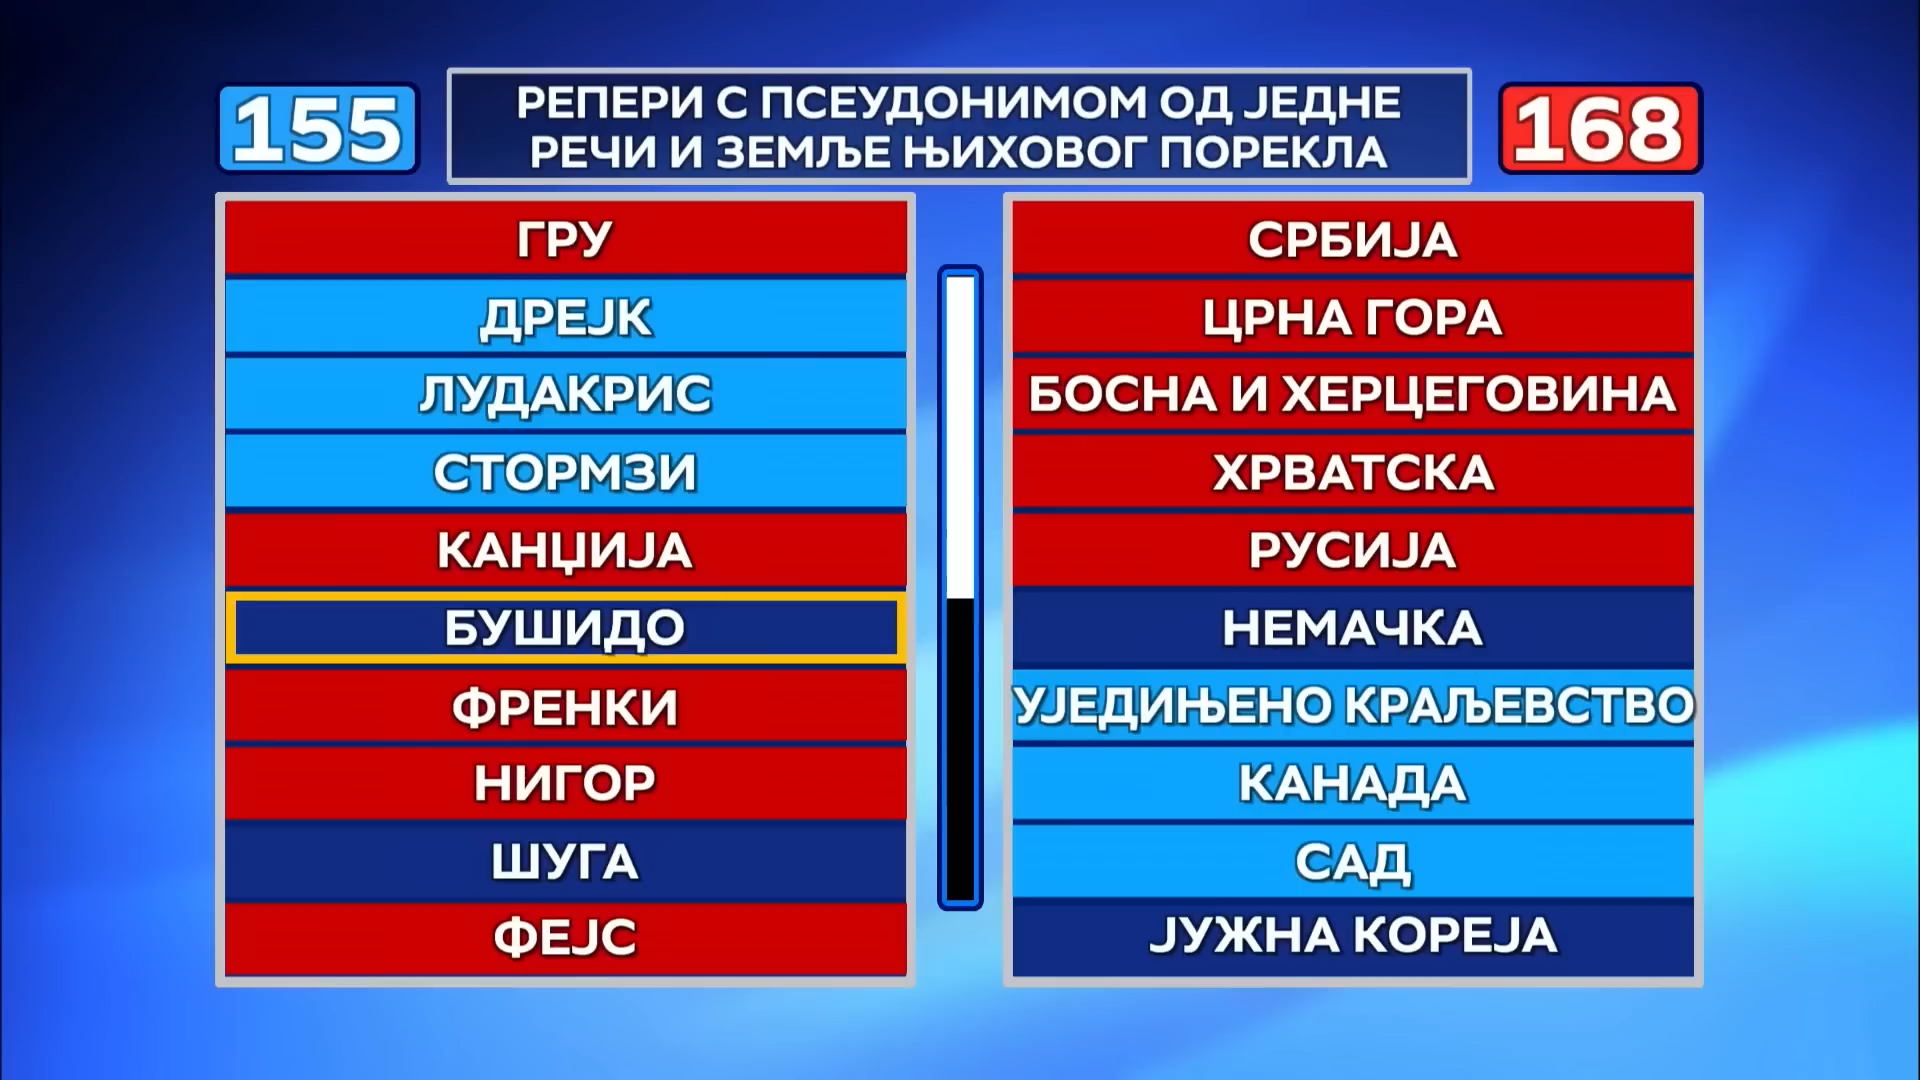 155
РЕПЕРИ С ПСЕУДОНИМОМ ОД ЈЕДНЕ
РЕЧИ И ЗЕМЉЕ ЊИХОВОГ ПОРЕКЛА
168
ГРУ
ДРЕЈК
ЛУДАКРИС
СТОРМЗИ
КАНЏИЈА
БУШИДО
ФРЕНКИ
НИГОР
ШУГА
ФЕЈС
СРБИЈА
ЦРНА ГОРА
БОСНА И ХЕРЦЕГОВИНА
ХРВАТСКА
РУСИЈА
НЕМАЧКА
УЈЕДИЊЕНО КРАЉЕВСТВО
КАНАДА
САД
ЈУЖНА КОРЕЈА